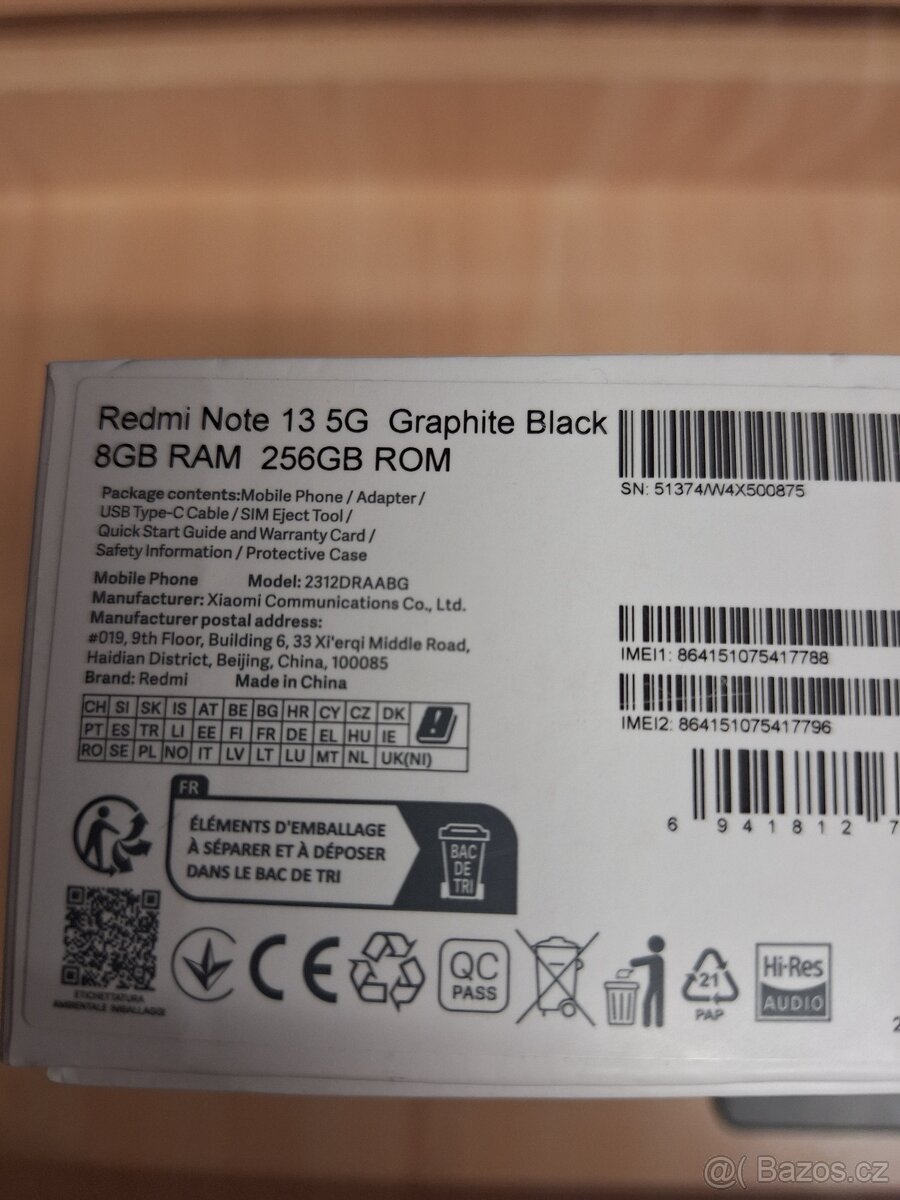 Redmi Note 13 5G Graphite Black
8GB RAM 256GB ROM
Package contents:Mobile Phone / Adapter /
USB Type-C Cable / SIM Eject Tool /
Quick Start Guide and Warranty Card /
Safety Information / Protective Case
Mobile Phone Model: 2312DRAABG
Manufacturer: Xiaomi Communications Co., Ltd.
Manufacturer postal address:
#019, 9th Floor, Building 6, 33 Xi'erqi Middle Road,
Haidian District, Beijing, China, 100085
Brand: Redmi Made in China
CH SI SK IS AT BE BG HR CY CZ DK
PT ES TR LI EE FI FR DE EL HU IE
RO SE PL NO IT LV LT LU MT NL UK(NI)
SN: 51374/W4X500875
IMEI1: 864151075417788
IMEI2: 864151075417796
6 941812 7
FR
ÉLÉMENTS D'EMBALLAGE
À SÉPARER ET À DÉPOSER
DANS LE BAC DE TRI
BAC
DE
TRI
ETICHETTATURA
AMBIENTALE IMBALLAGGI
CE
QC
PASS
21
PAP
Hi-Res
AUDIO
2
@( Bazos.cz